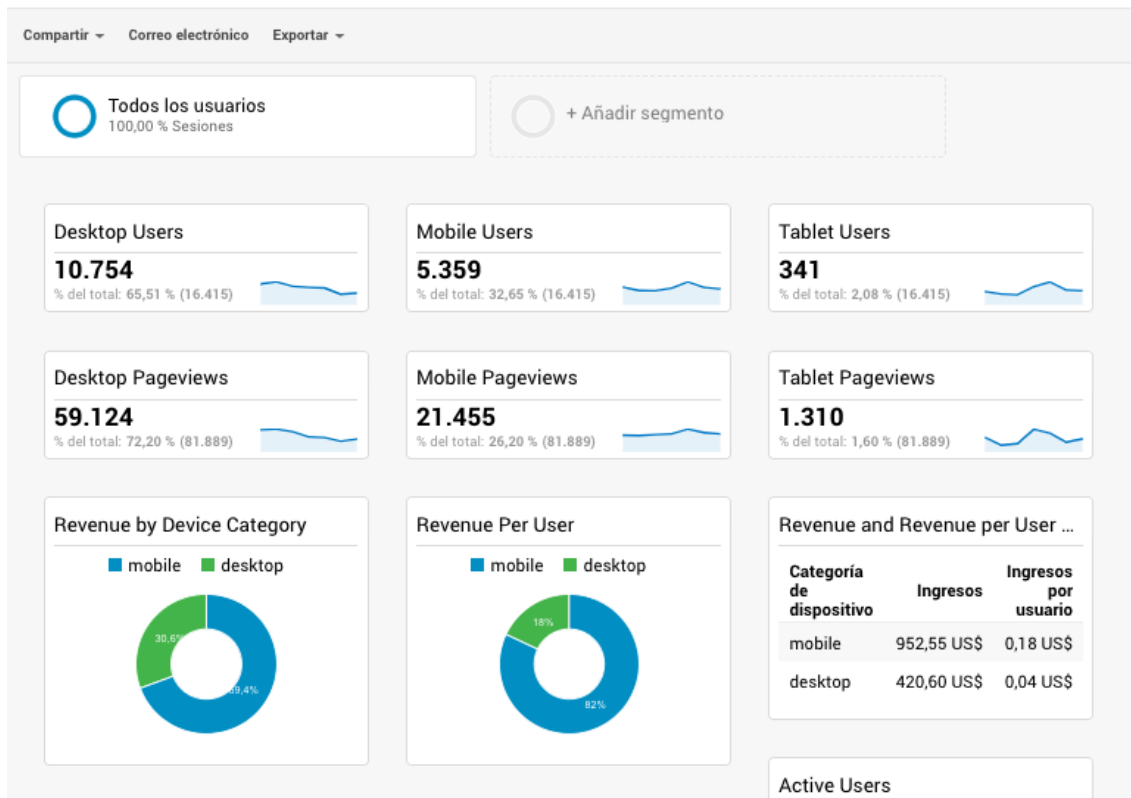 Compartir Correo electrónico Exportar
Todos los usuarios
100,00 % Sesiones
+ Añadir segmento
Desktop Users
10.754
% del total: 65,51 % (16.415)
Mobile Users
5.359
% del total: 32,65 % (16.415)
Tablet Users
341
% del total: 2,08 % (16.415)
Desktop Pageviews
59.124
% del total: 72,20 % (81.889)
Mobile Pageviews
21.455
% del total: 26,20 % (81.889)
Tablet Pageviews
1.310
% del total: 1,60 % (81.889)
Revenue by Device Category
mobile desktop
30,6%
Revenue Per User
mobile desktop
18%
82%
Revenue and Revenue per User ...
Categoría de dispositivo Ingresos Ingresos por usuario
mobile 952,55 US$ 0,18 US$
desktop 420,60 US$ 0,04 US$
Active Users